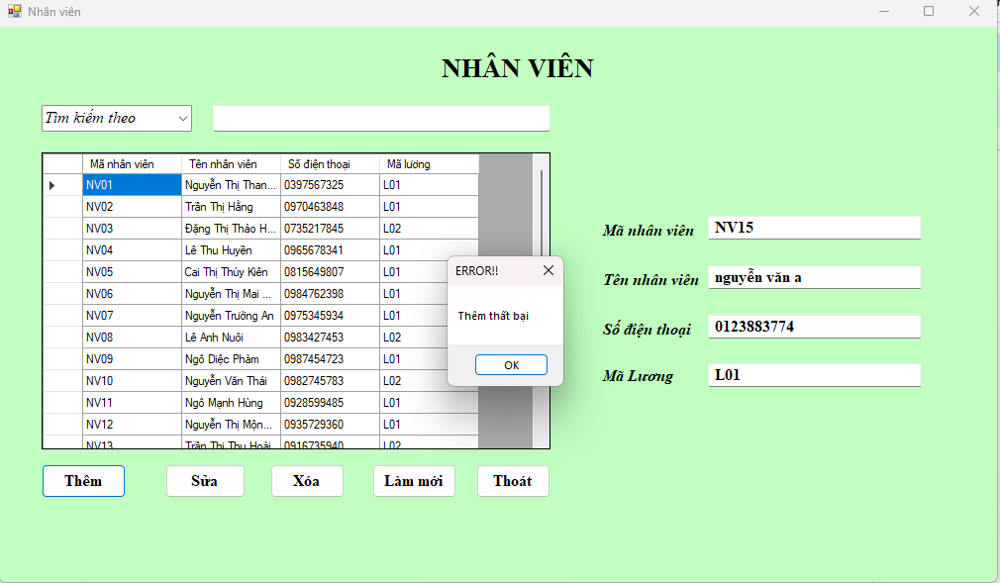 Nhân viên
NHÂN VIÊN
Tìm kiếm theo
Mã nhân viên Tên nhân viên Số điện thoại Mã lương
NV01 Nguyễn Thị Than... 0397567325 L01
NV02 Trần Thị Hằng 0970463848 L01
NV03 Đặng Thị Thảo H... 0735217845 L02
NV04 Lê Thu Huyền 0965678341 L01
NV05 Cai Thị Thùy Kiên 0815649807 L01
NV06 Nguyễn Thị Mai ... 0984762398 L01
NV07 Nguyễn Trường An 0975345934 L01
NV08 Lê Anh Nuôi 0983427453 L02
NV09 Ngô Diệc Phàm 0987454723 L01
NV10 Nguyễn Văn Thái 0982745783 L02
NV11 Ngô Mạnh Hùng 0928599485 L01
NV12 Nguyễn Thị Mộn... 0935729360 L01
NV13 Trần Thị Thu Hoài 0916735940 L02
ERROR!!
Thêm thất bại
OK
Mã nhân viên NV15
Tên nhân viên nguyễn văn a
Số điện thoại 0123883774
Mã Lương L01
Thêm Sửa Xóa Làm mới Thoát